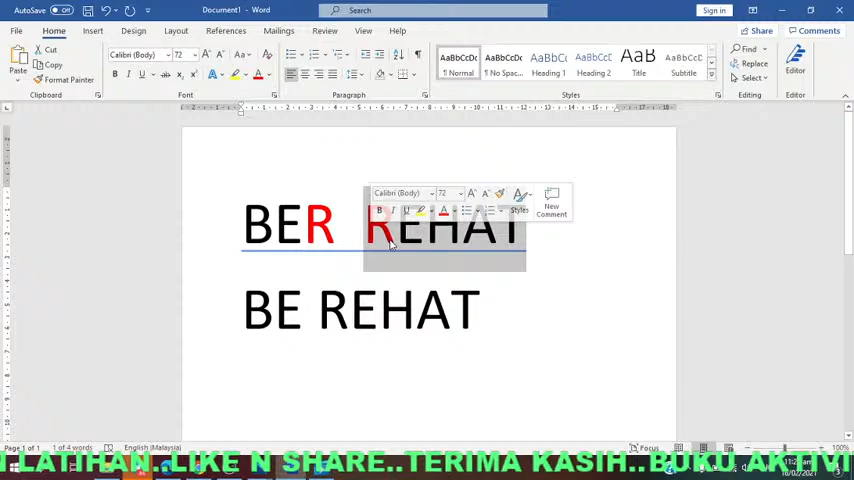 AutoSave Off Document1 - Word Search Sign in
File Home Insert Draw Design Layout References Mailings Review View Help Share Comments
Cut
Copy
Format Painter
Paste
Calibri (Body) 72
AaBbCcDc AaBbCcDc AaBbCc AaBbCcD AaB AaBbCcD
¶ Normal ¶ No Spac... Heading 1 Heading 2 Title Subtitle
Find
Replace
Select
Editor
Clipboard Font Paragraph Styles Editing Editor
Calibri (Body) 72
Styles
New
Comment
BER REHAT
BE REHAT
Page 1 of 1 1 of 4 words English (Malaysia) Focus 100%
LATIHAN..LIKE N SHARE..TERIMA KASIH..BUKU AKTIVI